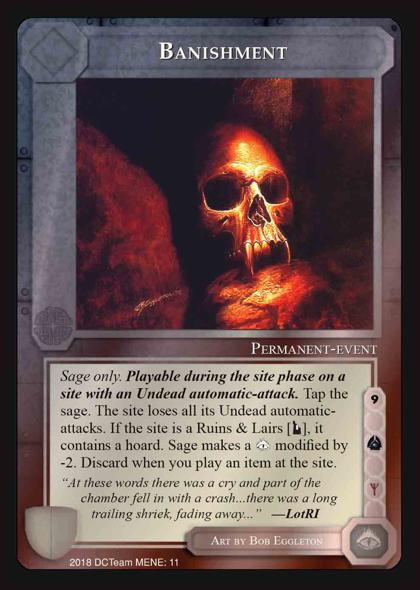 BANISHMENT
PERMANENT-EVENT
Sage only. Playable during the site phase on a
site with an Undead automatic-attack. Tap the
sage. The site loses all its Undead automatic-
attacks. If the site is a Ruins & Lairs [ ], it
contains a hoard. Sage makes a modified by
-2. Discard when you play an item at the site.
“At these words there was a cry and part of the
chamber fell in with a crash...there was a long
trailing shriek, fading away...” —LotRI
9
ART BY BOB EGGLETON
2018 DCTeam MENE: 11